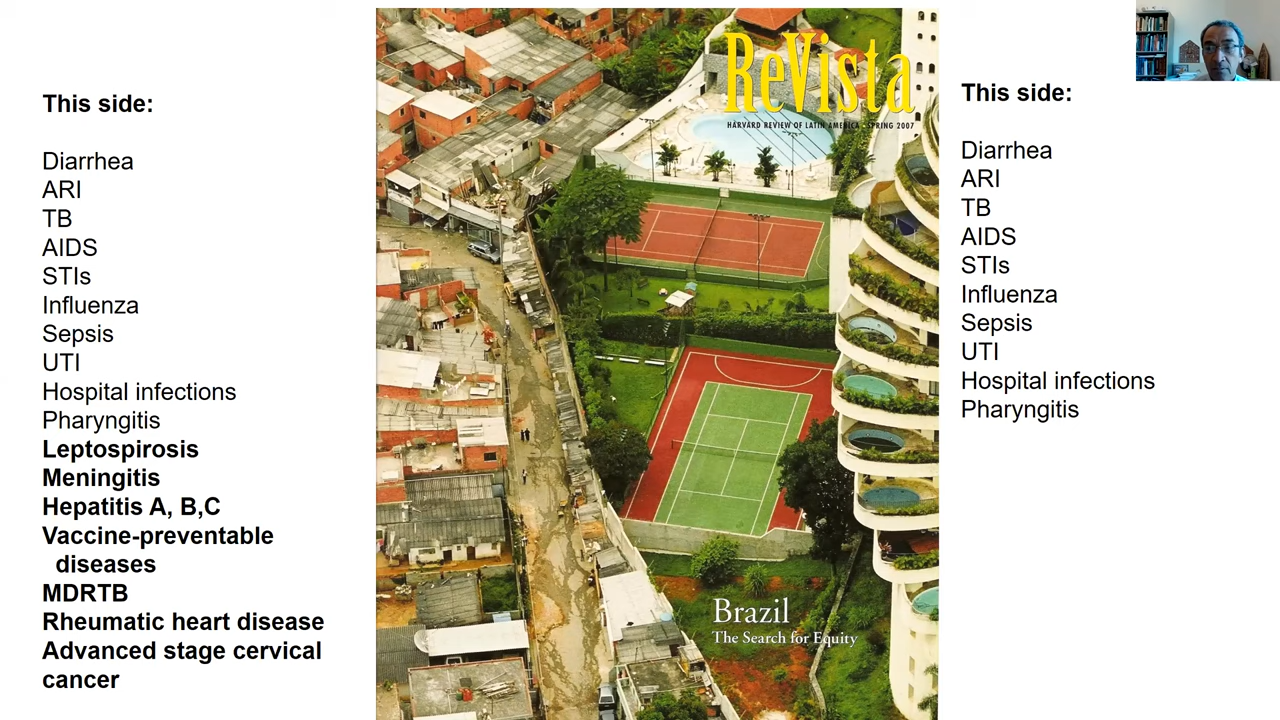 This side:
Diarrhea
ARI
TB
AIDS
STIs
Influenza
Sepsis
UTI
Hospital infections
Pharyngitis
Leptospirosis
Meningitis
Hepatitis A, B,C
Vaccine-preventable
diseases
MDRTB
Rheumatic heart disease
Advanced stage cervical
cancer
ReVista
HARVARD REVIEW OF LATIN AMERICA SPRING 2007
Brazil
The Search for Equity
This side:
Diarrhea
ARI
TB
AIDS
STIs
Influenza
Sepsis
UTI
Hospital infections
Pharyngitis